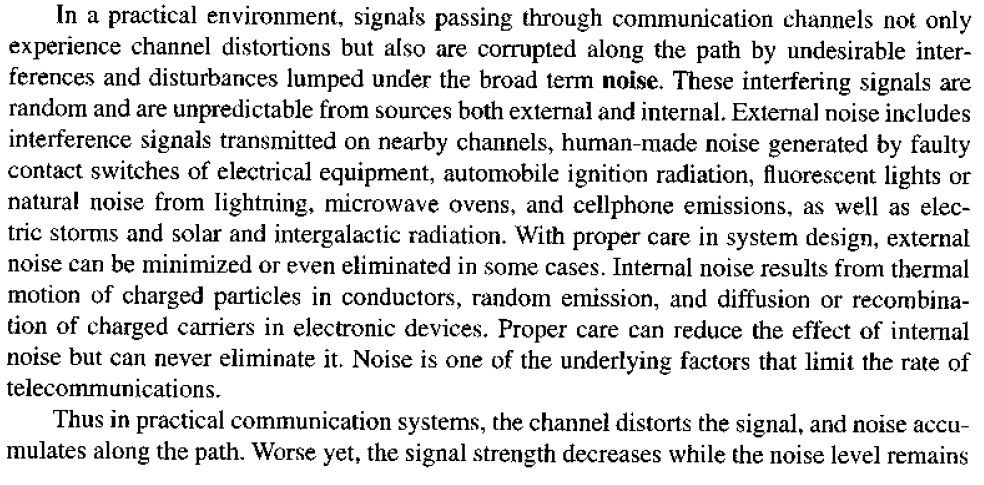 In a practical environment, signals passing through communication channels not only
experience channel distortions but also are corrupted along the path by undesirable inter-
ferences and disturbances lumped under the broad term noise. These interfering signals are
random and are unpredictable from sources both external and internal. External noise includes
interference signals transmitted on nearby channels, human-made noise generated by faulty
contact switches of electrical equipment, automobile ignition radiation, fluorescent lights or
natural noise from lightning, microwave ovens, and cellphone emissions, as well as elec-
tric storms and solar and intergalactic radiation. With proper care in system design, external
noise can be minimized or even eliminated in some cases. Internal noise results from thermal
motion of charged particles in conductors, random emission, and diffusion or recombina-
tion of charged carriers in electronic devices. Proper care can reduce the effect of internal
noise but can never eliminate it. Noise is one of the underlying factors that limit the rate of
telecommunications.
Thus in practical communication systems, the channel distorts the signal, and noise accu-
mulates along the path. Worse yet, the signal strength decreases while the noise level remains